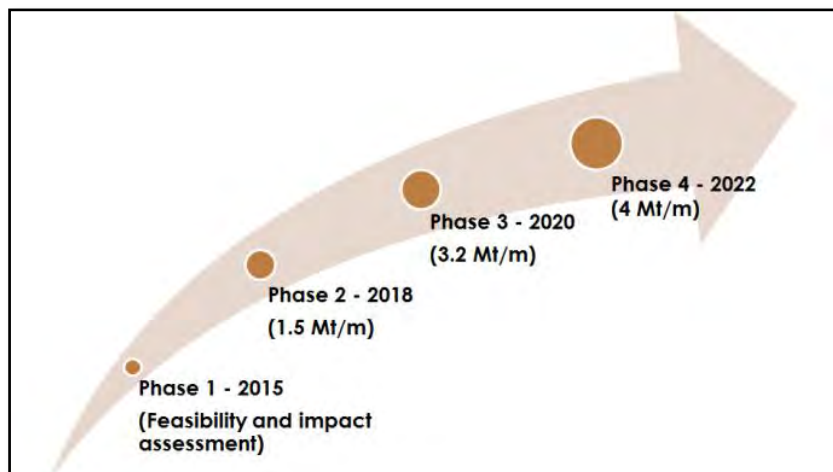 Phase 4 - 2022
(4 Mt/m)
Phase 3 - 2020
(3.2 Mt/m)
Phase 2 - 2018
(1.5 Mt/m)
Phase 1 - 2015
(Feasibility and impact
assessment)